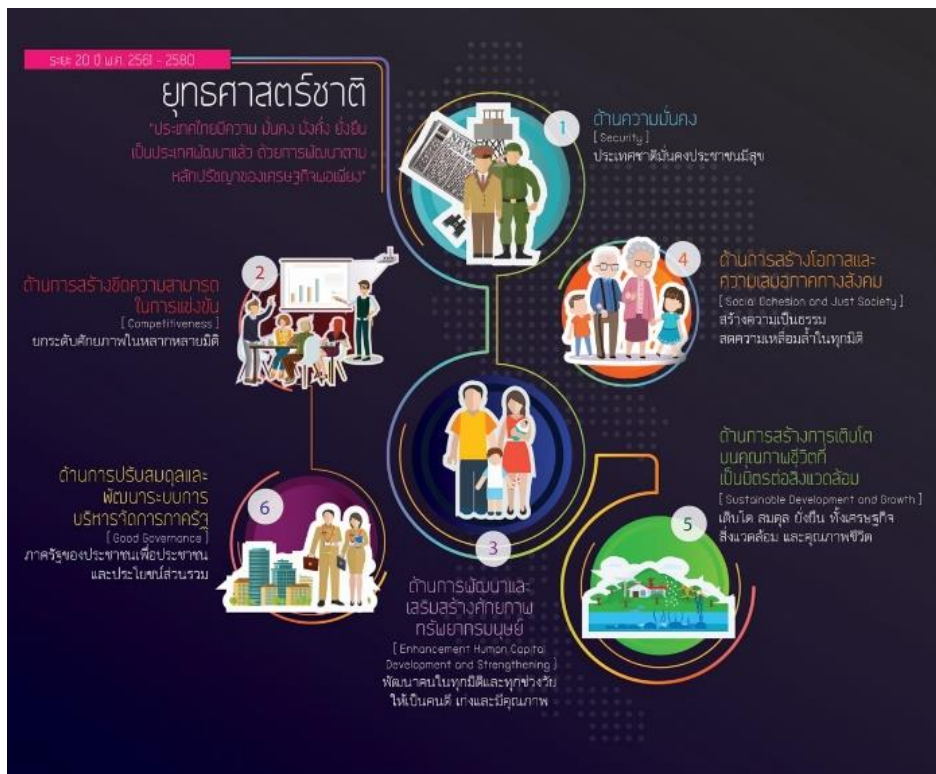 ระยะ 20 ปี พ.ศ. 2561 - 2580
ยุทธศาสตร์ชาติ
"ประเทศไทยมีความ มั่นคง มั่งคั่ง ยั่งยืน
เป็นประเทศพัฒนาแล้ว ด้วยการพัฒนาตาม
หลักปรัชญาของเศรษฐกิจพอเพียง"
1
ด้านความมั่นคง
[ Security ]
ประเทศชาติมั่นคงประชาชนมีสุข
2
ด้านการสร้างขีดความสามารถ
ในการแข่งขัน
[ Competitiveness ]
ยกระดับศักยภาพในหลากหลายมิติ
3
ด้านการพัฒนาและ
เสริมสร้างศักยภาพ
ทรัพยากรมนุษย์
[ Enhancement Human Capital
Development and Strengthening ]
พัฒนาคนในทุกมิติและทุกช่วงวัย
ให้เป็นคนดี เก่งและมีคุณภาพ
4
ด้านการสร้างโอกาสและ
ความเสมอภาคทางสังคม
[ Social Cohesion and Just Society ]
สร้างความเป็นธรรม
ลดความเหลื่อมล้ำในทุกมิติ
5
ด้านการสร้างการเติบโต
บนคุณภาพชีวิตที่
เป็นมิตรต่อสิ่งแวดล้อม
[ Sustainable Development and Growth ]
เติบโต สมดุล ยั่งยืน ทั้งเศรษฐกิจ
สิ่งแวดล้อม และคุณภาพชีวิต
6
ด้านการปรับสมดุลและ
พัฒนาระบบการ
บริหารจัดการภาครัฐ
[ Good Governance ]
ภาครัฐของประชาชนเพื่อประชาชน
และประโยชน์ส่วนรวม